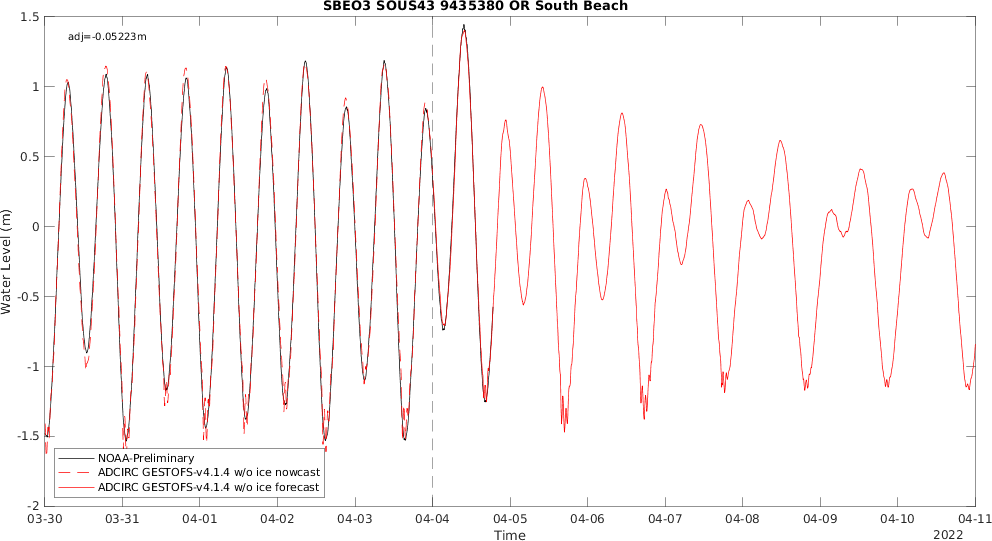 SBEO3 SOUS43 9435380 OR South Beach
adj=-0.05223m
1.5
1
0.5
0
-0.5
-1
-1.5
-2
Water Level (m)
NOAA-Preliminary
ADCIRC GESTOFS-v4.1.4 w/o ice nowcast
ADCIRC GESTOFS-v4.1.4 w/o ice forecast
03-30 03-31 04-01 04-02 04-03 04-04 04-05 04-06 04-07 04-08 04-09 04-10 04-11
Time
2022